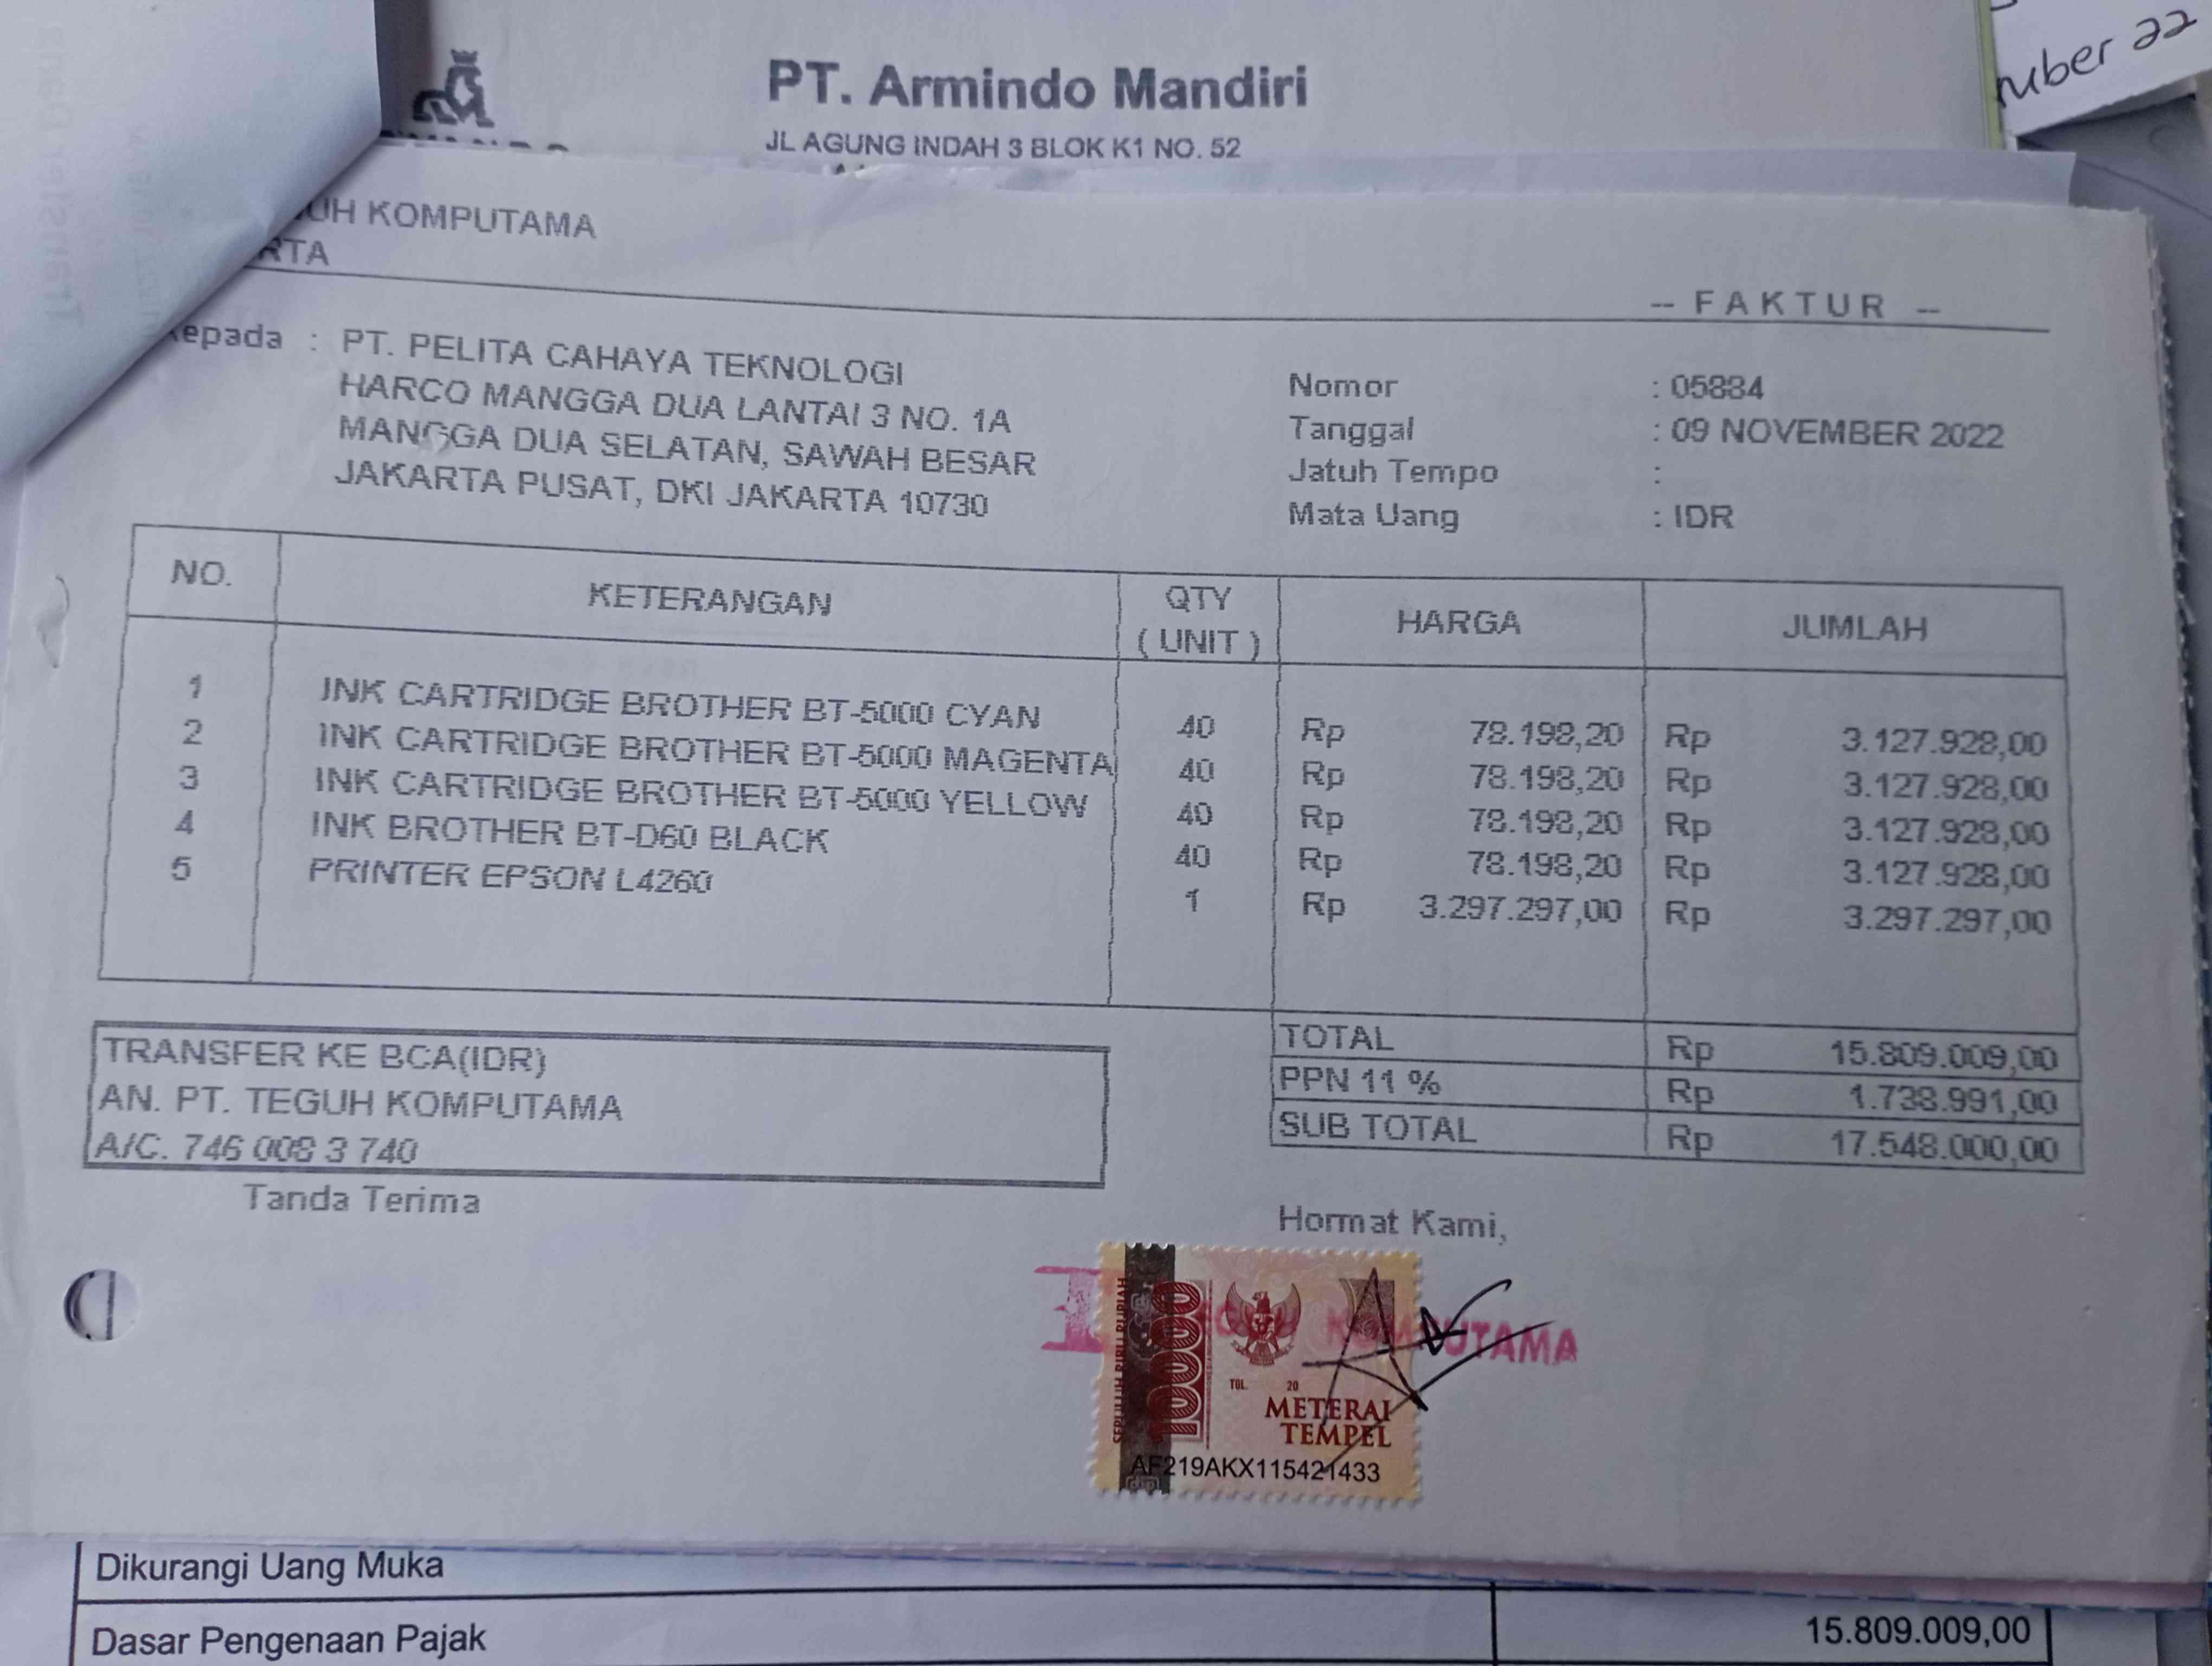 uber 22
PT. Armindo Mandiri
JL AGUNG INDAH 3 BLOK K1 NO. 52
UH KOMPUTAMA
RTA
-- F A K T U R --
epada : PT. PELITA CAHAYA TEKNOLOGI
HARCO MANGGA DUA LANTAI 3 NO. 1A
MANGGA DUA SELATAN, SAWAH BESAR
JAKARTA PUSAT, DKI JAKARTA 10730
Nomor : 05884
Tanggal : 09 NOVEMBER 2022
Jatuh Tempo :
Mata Uang : IDR
NO. KETERANGAN QTY ( UNIT ) HARGA JUMLAH
1 INK CARTRIDGE BROTHER BT-5000 CYAN 40 Rp 78.198,20 Rp 3.127.928,00
2 INK CARTRIDGE BROTHER BT-5000 MAGENTA 40 Rp 78.198,20 Rp 3.127.928,00
3 INK CARTRIDGE BROTHER BT-5000 YELLOW 40 Rp 78.198,20 Rp 3.127.928,00
4 INK BROTHER BT-D60 BLACK 40 Rp 78.198,20 Rp 3.127.928,00
5 PRINTER EPSON L4260 1 Rp 3.297.297,00 Rp 3.297.297,00
TOTAL Rp 15.809.009,00
PPN 11 % Rp 1.738.991,00
SUB TOTAL Rp 17.548.000,00
TRANSFER KE BCA(IDR)
AN. PT. TEGUH KOMPUTAMA
A/C. 746 008 3 740
Tanda Terima
Hormat Kami,
SEPULUH RIBU RUPIAH
10000
TGL. 20
METERAI
TEMPEL
AF219AKX115421433
KOMPUTAMA
Dikurangi Uang Muka
Dasar Pengenaan Pajak 15.809.009,00